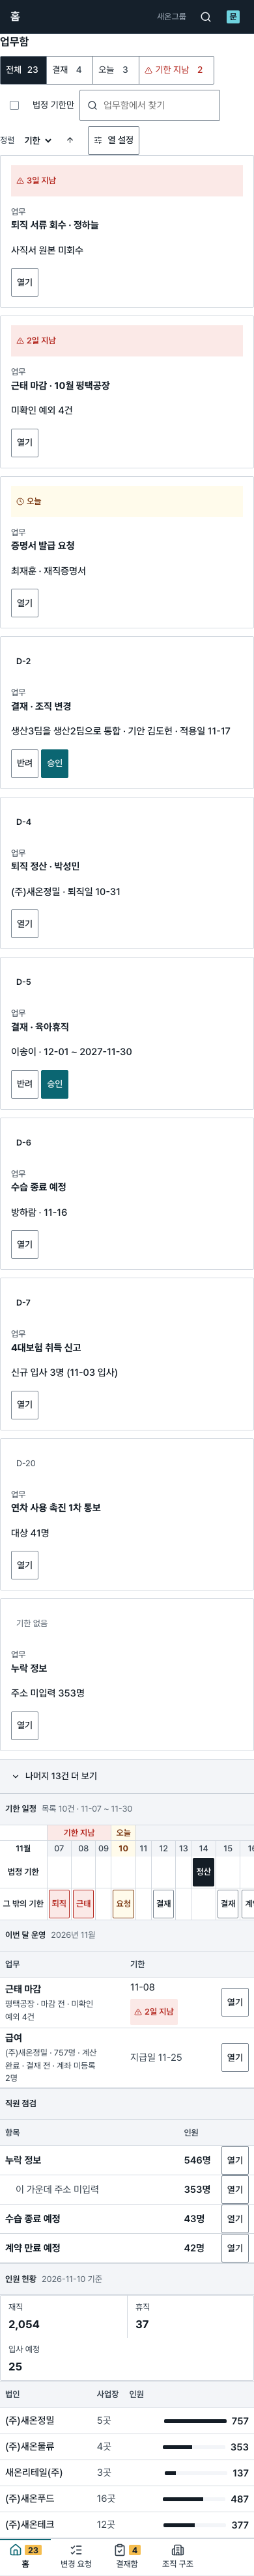 홈 새온그룹 문
업무함
전체 23 결재 4 오늘 3 기한 지남 2
법정 기한만 업무함에서 찾기
정렬 기한 열 설정
3일 지남
업무
퇴직 서류 회수 · 정하늘
사직서 원본 미회수
열기
2일 지남
업무
근태 마감 · 10월 평택공장
미확인 예외 4건
열기
오늘
업무
증명서 발급 요청
최재훈 · 재직증명서
열기
D-2
업무
결재 · 조직 변경
생산3팀을 생산2팀으로 통합 · 기안 김도현 · 적용일 11-17
반려 승인
D-4
업무
퇴직 정산 · 박성민
(주)새온정밀 · 퇴직일 10-31
열기
D-5
업무
결재 · 육아휴직
이송이 · 12-01 ~ 2027-11-30
반려 승인
D-6
업무
수습 종료 예정
방하람 · 11-16
열기
D-7
업무
4대보험 취득 신고
신규 입사 3명 (11-03 입사)
열기
D-20
업무
연차 사용 촉진 1차 통보
대상 41명
열기
기한 없음
업무
누락 정보
주소 미입력 353명
열기
나머지 13건 더 보기
기한 일정 목록 10건 · 11-07 ~ 11-30
기한 지남 오늘
11월 07 08 09 10 11 12 13 14 15 16
법정 기한 정산
그 밖의 기한 퇴직 근태 요청 결재 결재
이번 달 운영 2026년 11월
업무 기한
근태 마감
평택공장 · 마감 전 · 미확인
예외 4건
11-08
2일 지남
열기
급여
(주)새온정밀 · 757명 · 계산
완료 · 결재 전 · 계좌 미등록
2명
지급일 11-25
열기
직원 점검
항목 인원
누락 정보 546명 열기
이 가운데 주소 미입력 353명 열기
수습 종료 예정 43명 열기
계약 만료 예정 42명 열기
인원 현황 2026-11-10 기준
재직 휴직
2,054 37
입사 예정
25
법인 사업장 인원
(주)새온정밀 5곳 757
(주)새온물류 4곳 353
새온리테일(주) 3곳 137
(주)새온푸드 16곳 487
(주)새온테크 12곳 377
23 4
홈 변경 요청 결재함 조직 구조